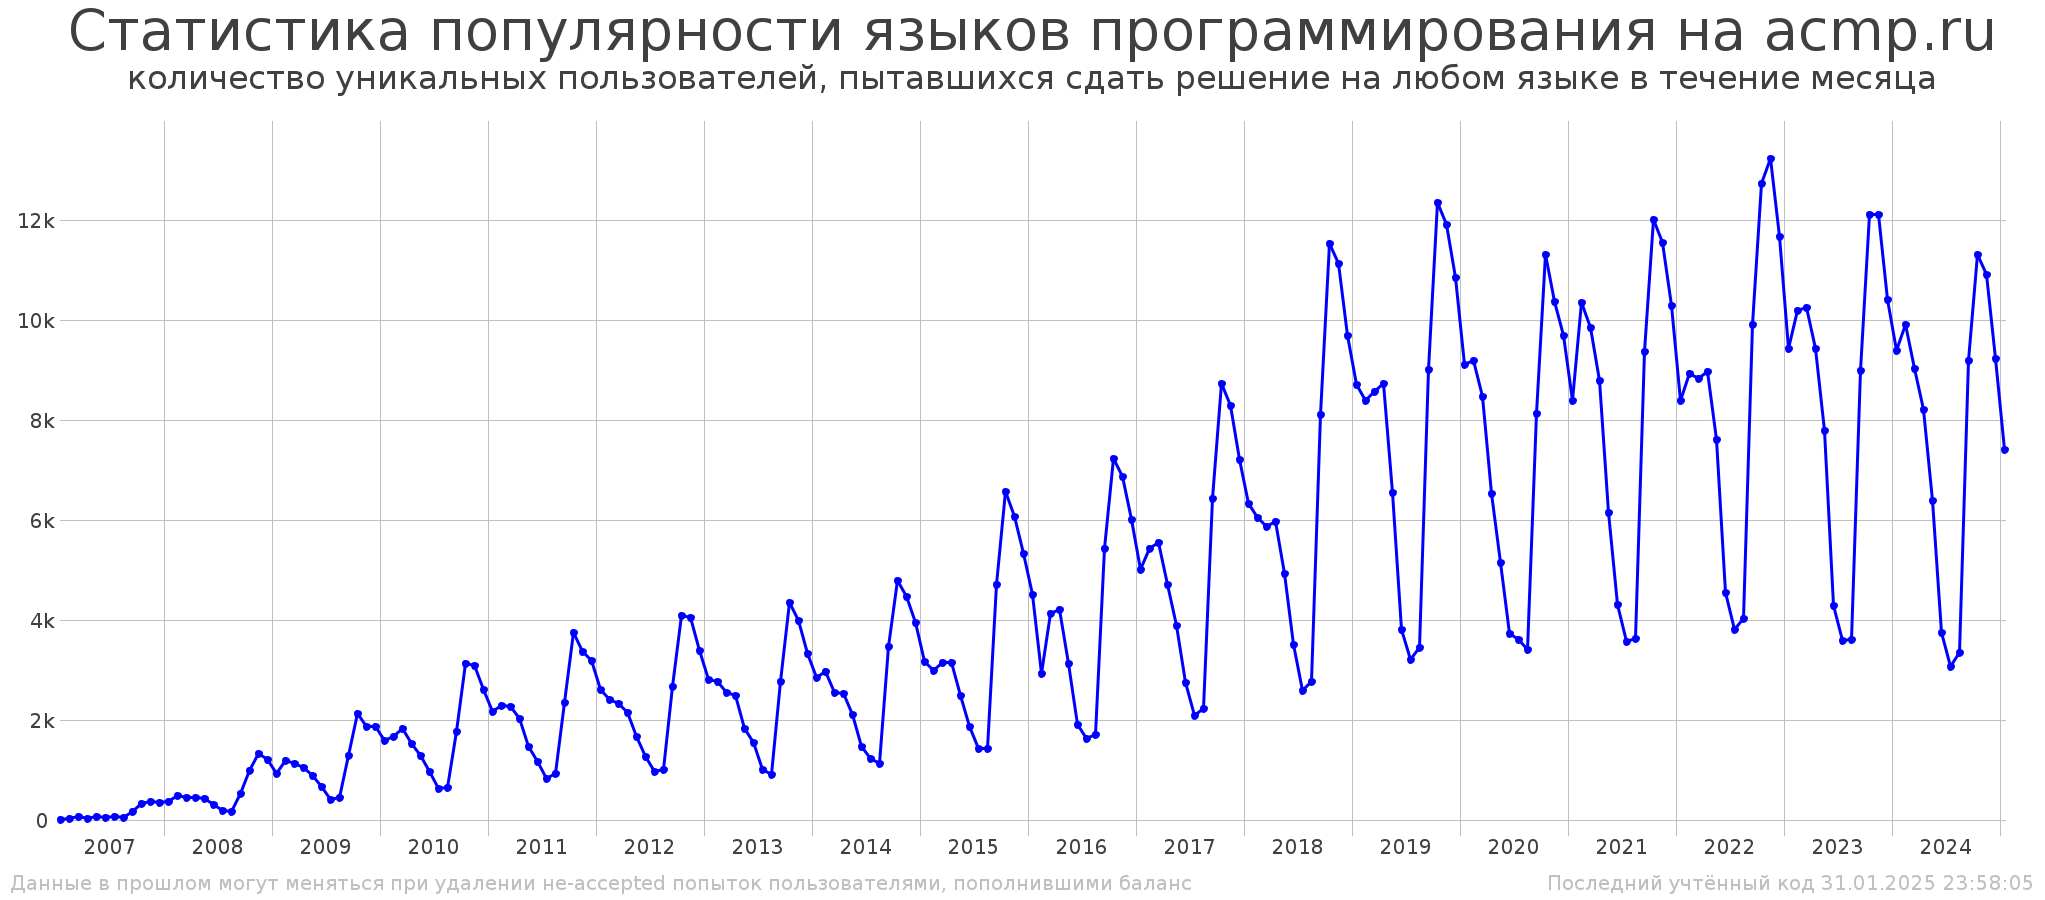 Статистика популярности языков программирования на acmp.ru
количество уникальных пользователей, пытавшихся сдать решение на любом языке в течение месяца
12k
10k
8k
6k
4k
2k
0
2007 2008 2009 2010 2011 2012 2013 2014 2015 2016 2017 2018 2019 2020 2021 2022 2023 2024
Данные в прошлом могут меняться при удалении не-accepted попыток пользователями, пополнившими баланс
Последний учтённый код 31.01.2025 23:58:05